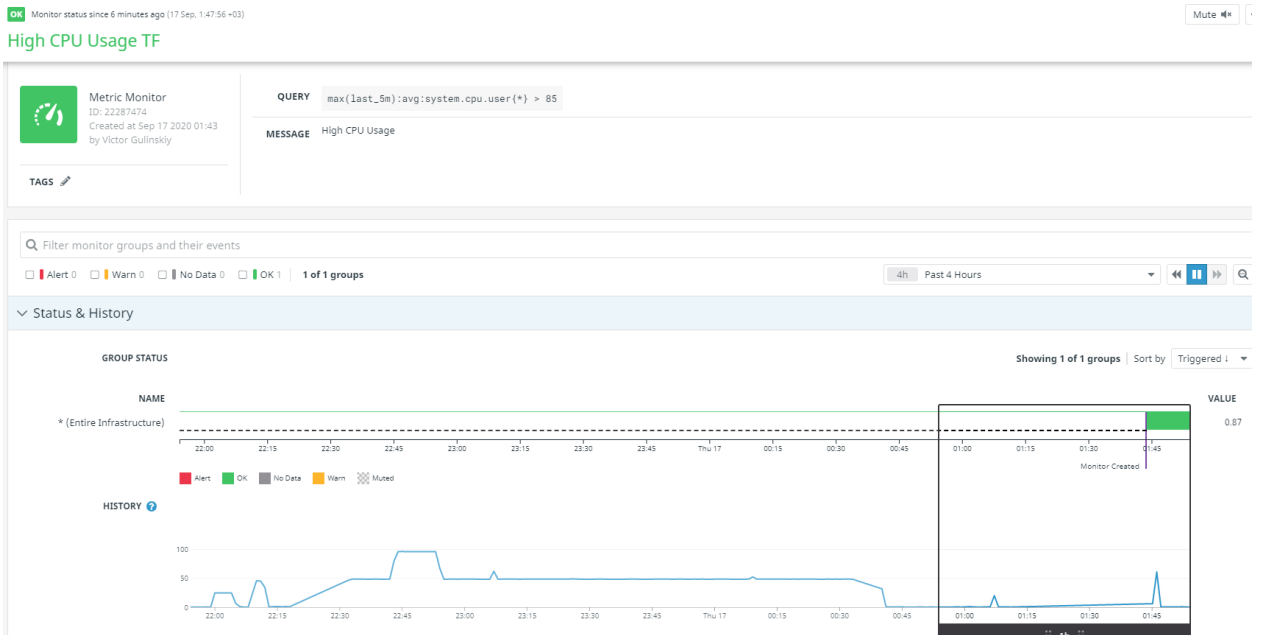 OK Monitor status since 6 minutes ago (17 Sep, 1:47:56 +03)
Mute
High CPU Usage TF
Metric Monitor
ID: 22287474
Created at Sep 17 2020 01:43
by Victor Gulinskiy
TAGS
QUERY max(last_5m):avg:system.cpu.user{*} > 85
MESSAGE High CPU Usage
Filter monitor groups and their events
Alert 0 Warn 0 No Data 0 OK 1 1 of 1 groups
4h Past 4 Hours
Status & History
GROUP STATUS
Showing 1 of 1 groups Sort by Triggered ↓
NAME
VALUE
* (Entire Infrastructure)
0.87
22:00 22:15 22:30 22:45 23:00 23:15 23:30 23:45 Thu 17 00:15 00:30 00:45 01:00 01:15 01:30 01:45
Monitor Created
Alert OK No Data Warn Muted
HISTORY ?
100
50
0
22:00 22:15 22:30 22:45 23:00 23:15 23:30 23:45 Thu 17 00:15 00:30 00:45 01:00 01:15 01:30 01:45